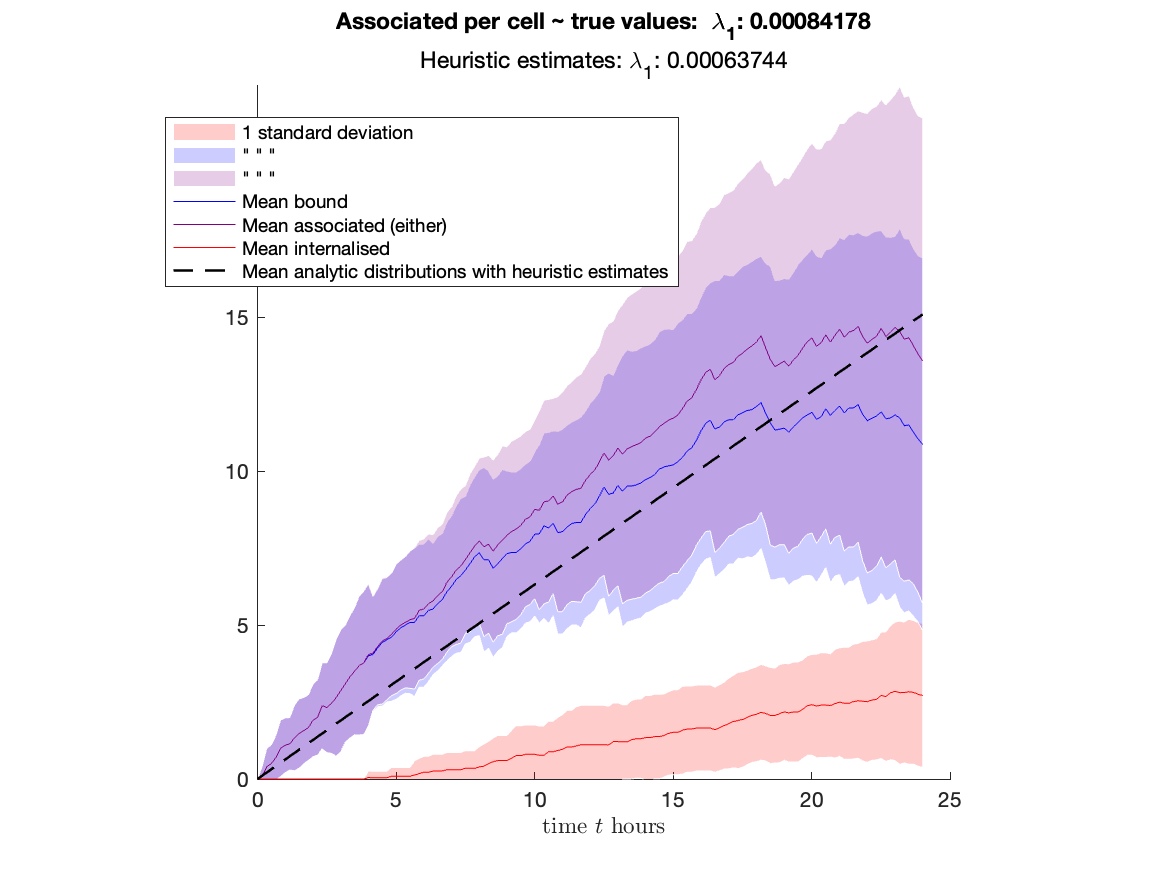 Associated per cell ~ true values: λ₁: 0.00084178
Heuristic estimates: λ₁: 0.00063744
1 standard deviation
" " "
" " "
Mean bound
Mean associated (either)
Mean internalised
Mean analytic distributions with heuristic estimates
15
10
5
0
0 5 10 15 20 25
time t hours